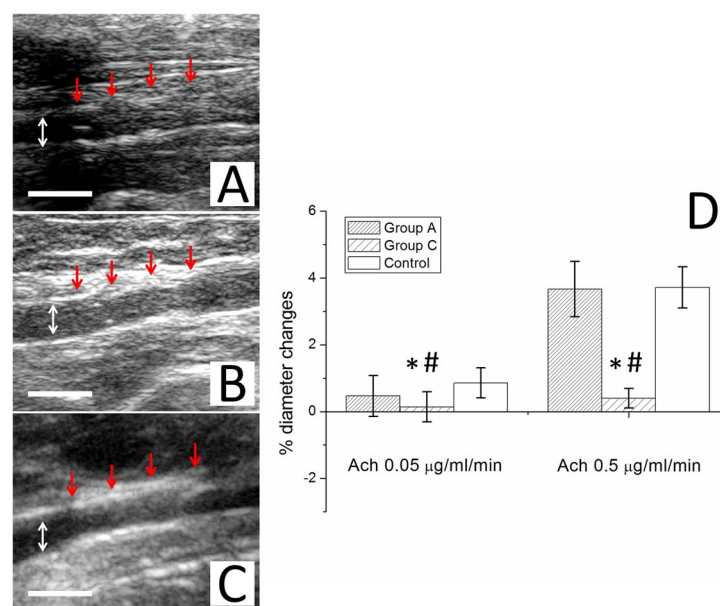 A
B
C
D
Group A
Group C
Control
% diameter changes
6
4
2
0
-2
* #
* #
Ach 0.05 μg/ml/min
Ach 0.5 μg/ml/min